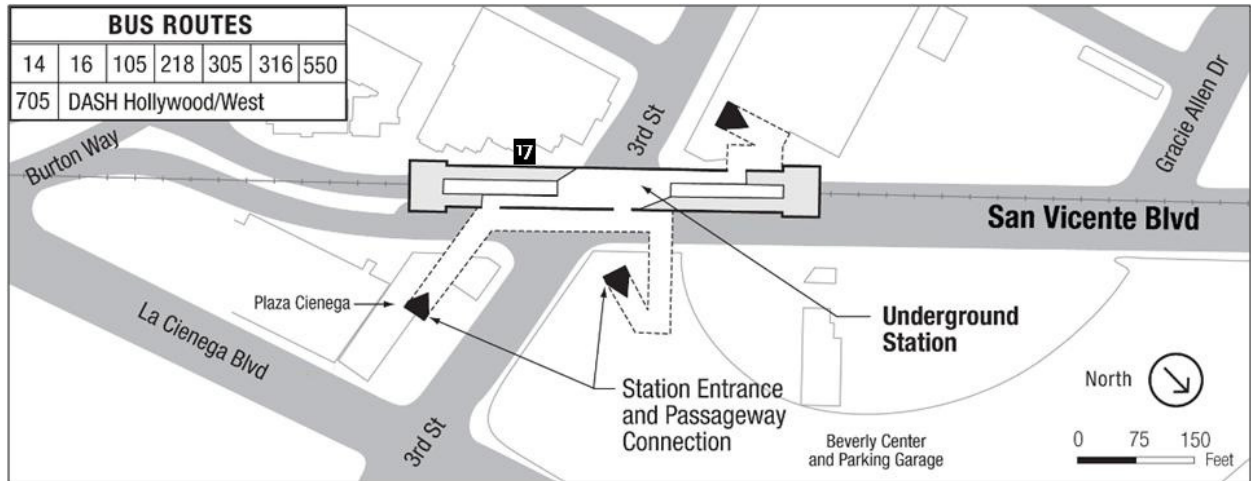 BUS ROUTES
14 16 105 218 305 316 550
705 DASH Hollywood/West
Burton Way
17
3rd St
Gracie Allen Dr
San Vicente Blvd
Plaza Cienega
La Cienega Blvd
Underground
Station
Station Entrance
and Passageway
Connection
3rd St
Beverly Center
and Parking Garage
North
0 75 150
Feet